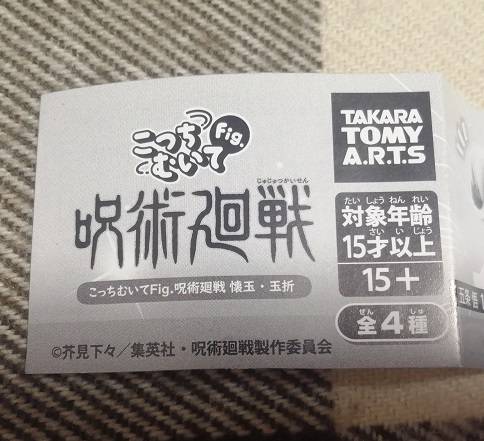 こっち
むいて
Fig.
じゅじゅつかいせん
呪術廻戦
こっちむいてFig.呪術廻戦 懐玉・玉折
©芥見下々／集英社・呪術廻戦製作委員会
TAKARA
TOMY
A.R.T.S
たいしょうねんれい
対象年齢
さいいじょう
15才以上
15+
ぜん しゅ
全4種
五条 悟